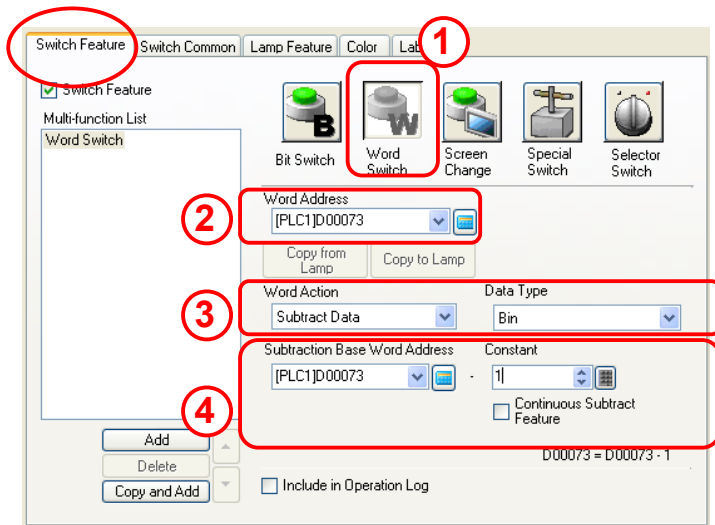 Switch Feature Switch Common Lamp Feature Color Lab
1
Switch Feature
Multi-function List
Word Switch
B
W
Bit Switch
Word
Switch
Screen
Change
Special
Switch
Selector
Switch
2
Word Address
[PLC1]D00073
Copy from
Lamp
Copy to Lamp
3
Word Action
Data Type
Subtract Data
Bin
4
Subtraction Base Word Address
Constant
[PLC1]D00073
-
1
Continuous Subtract
Feature
D00073 = D00073 - 1
Add
Delete
Copy and Add
Include in Operation Log